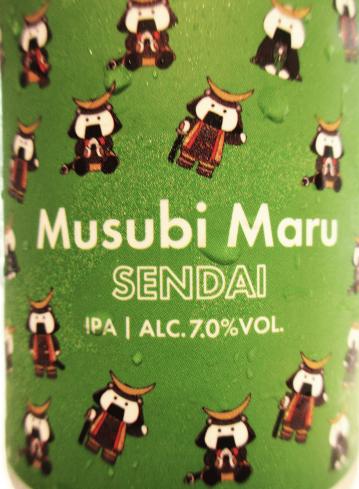 Musubi Maru
SENDAI
IPA | ALC. 7.0%VOL.